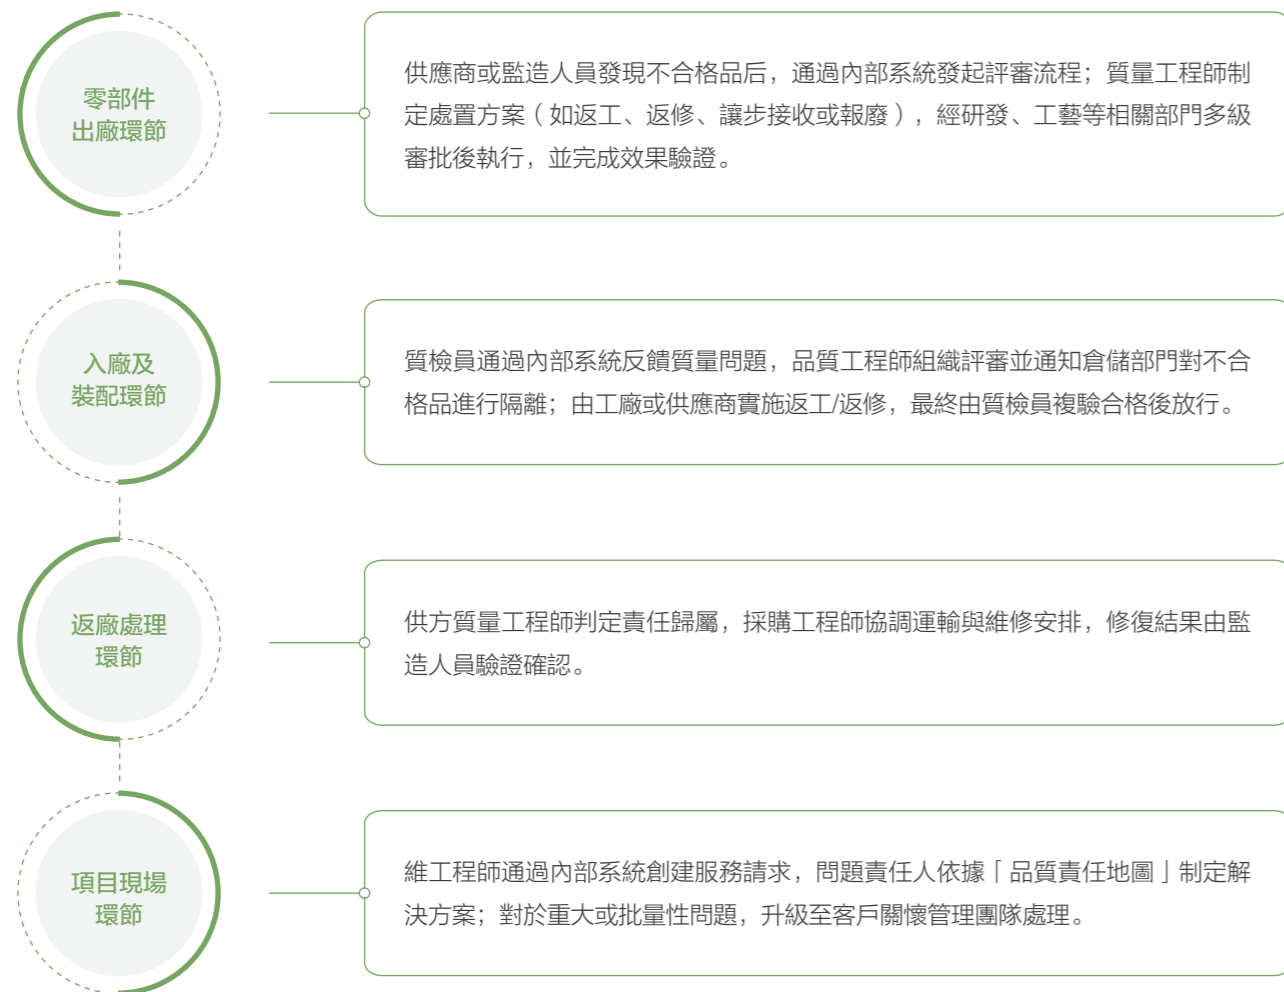 零部件
出廠環節
供應商或監造人員發現不合格品后，通過內部系統發起評審流程；質量工程師制
定處置方案（如返工、返修、讓步接收或報廢），經研發、工藝等相關部門多級
審批後執行，並完成效果驗證。
入廠及
裝配環節
質檢員通過內部系統反饋質量問題，品質工程師組織評審並通知倉儲部門對不合
格品進行隔離；由工廠或供應商實施返工/返修，最終由質檢員複驗合格後放行。
返廠處理
環節
供方質量工程師判定責任歸屬，採購工程師協調運輸與維修安排，修復結果由監
造人員驗證確認。
項目現場
環節
維工程師通過內部系統創建服務請求，問題責任人依據「品質責任地圖」制定解
決方案；對於重大或批量性問題，升級至客戶關懷管理團隊處理。